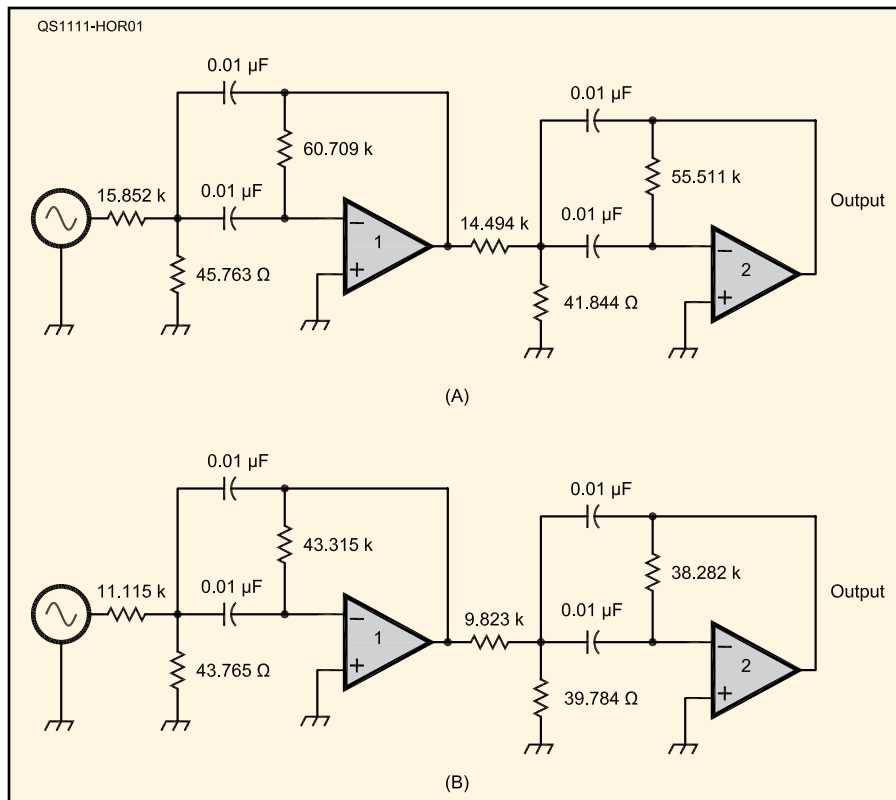 QS1111-HOR01
0.01 µF
60.709 k
15.852 k
0.01 µF
−
+
1
45.763 Ω
14.494 k
0.01 µF
55.511 k
0.01 µF
−
+
2
41.844 Ω
Output
(A)
0.01 µF
43.315 k
11.115 k
0.01 µF
−
+
1
43.765 Ω
9.823 k
0.01 µF
38.282 k
0.01 µF
−
+
2
39.784 Ω
Output
(B)